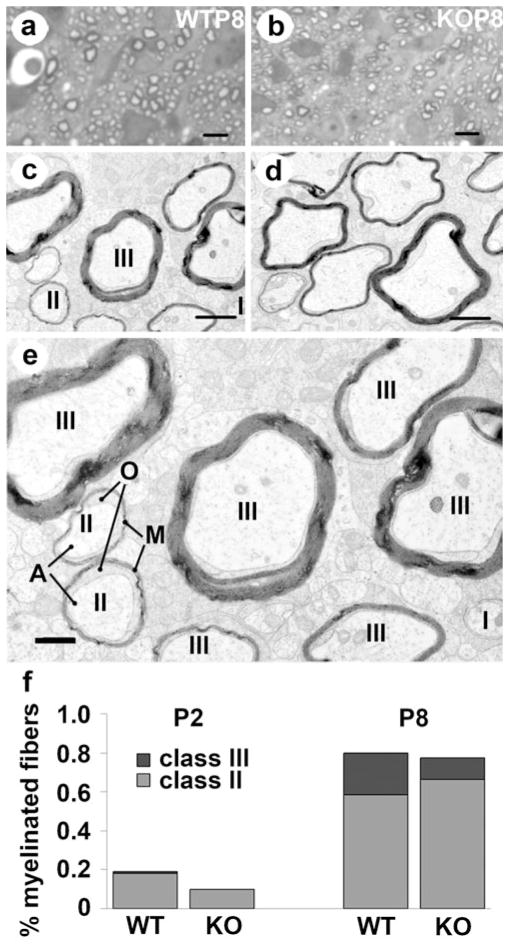 a WTP8
b KOP8
c III II I
d
e III III III III II II III III I O M A
f
% myelinated fibers
1.0
0.8
0.6
0.4
0.2
0
P2 P8
class III
class II
WT KO WT KO